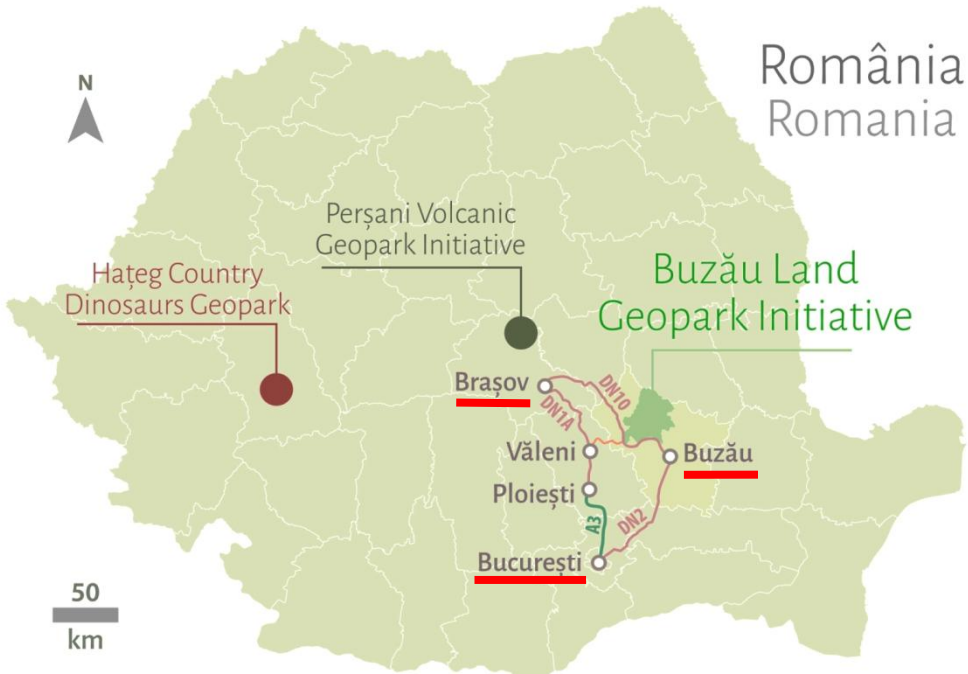 România
Romania
N
Perșani Volcanic
Geopark Initiative
Hațeg Country
Dinosaurs Geopark
Buzău Land
Geopark Initiative
Brașov
DN10
DN1A
Văleni
Buzău
Ploiești
A3
DN2
București
50
km